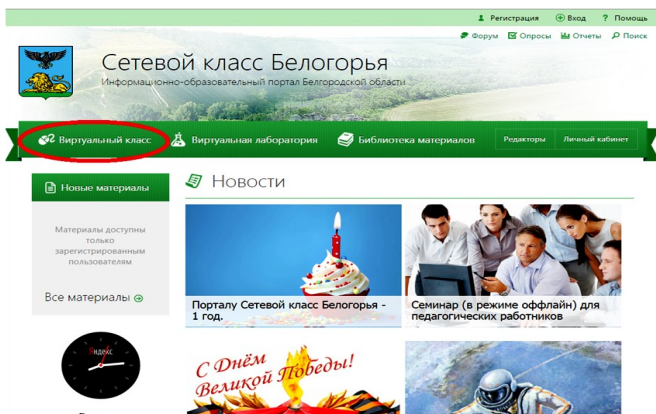 Регистрация Вход ? Помощь
Форум Опросы Отчеты Поиск
Сетевой класс Белогорья
Информационно-образовательный портал Белгородской области
Виртуальный класс Виртуальная лаборатория Библиотека материалов Редакторы Личный кабинет
Новые материалы
Новости
Материалы доступны
только
зарегистрированным
пользователям
Все материалы
Порталу Сетевой класс Белогорья -
1 год.
Семинар (в режиме оффлайн) для
педагогических работников
Яндекс
С Днём
Великой Победы!